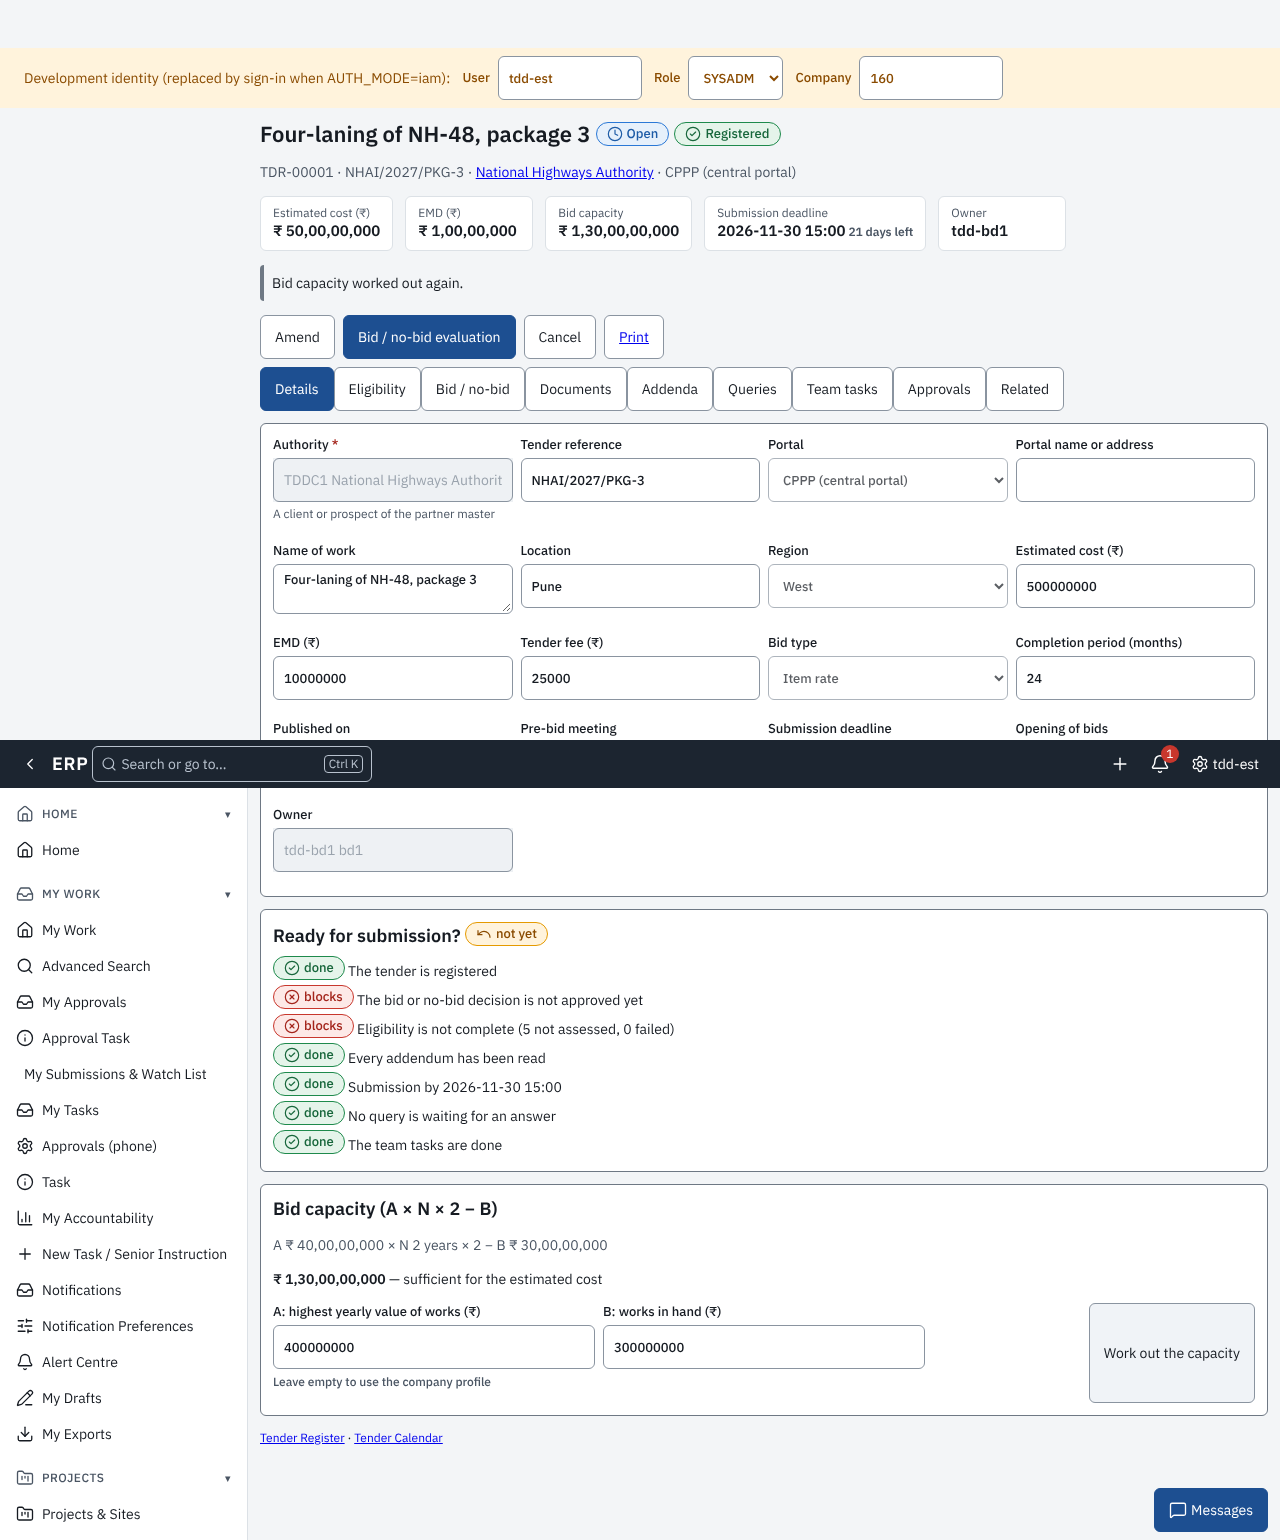 Development identity (replaced by sign-in when AUTH_MODE=iam): User tdd-est Role SYSADM Company 160
Four-laning of NH-48, package 3 Open Registered
TDR-00001 · NHAI/2027/PKG-3 · National Highways Authority · CPPP (central portal)
Estimated cost (₹) EMD (₹) Bid capacity Submission deadline Owner
₹ 50,00,00,000 ₹ 1,00,00,000 ₹ 1,30,00,00,000 2026-11-30 15:00 21 days left tdd-bd1
Bid capacity worked out again.
Amend Bid / no-bid evaluation Cancel Print
Details Eligibility Bid / no-bid Documents Addenda Queries Team tasks Approvals Related
Authority * Tender reference Portal Portal name or address
TDDC1 National Highways Authorit NHAI/2027/PKG-3 CPPP (central portal)
A client or prospect of the partner master
Name of work Location Region Estimated cost (₹)
Four-laning of NH-48, package 3 Pune West 500000000
EMD (₹) Tender fee (₹) Bid type Completion period (months)
10000000 25000 Item rate 24
Published on Pre-bid meeting Submission deadline Opening of bids
ERP Search or go to... Ctrl K 1 tdd-est
HOME
Home
MY WORK
My Work
Advanced Search
My Approvals
Approval Task
My Submissions & Watch List
My Tasks
Approvals (phone)
Task
My Accountability
New Task / Senior Instruction
Notifications
Notification Preferences
Alert Centre
My Drafts
My Exports
PROJECTS
Projects & Sites
Owner
tdd-bd1 bd1
Ready for submission? not yet
done The tender is registered
blocks The bid or no-bid decision is not approved yet
blocks Eligibility is not complete (5 not assessed, 0 failed)
done Every addendum has been read
done Submission by 2026-11-30 15:00
done No query is waiting for an answer
done The team tasks are done
Bid capacity (A × N × 2 − B)
A ₹ 40,00,00,000 × N 2 years × 2 − B ₹ 30,00,00,000
₹ 1,30,00,00,000 — sufficient for the estimated cost
A: highest yearly value of works (₹) B: works in hand (₹)
400000000 300000000 Work out the capacity
Leave empty to use the company profile
Tender Register · Tender Calendar
Messages